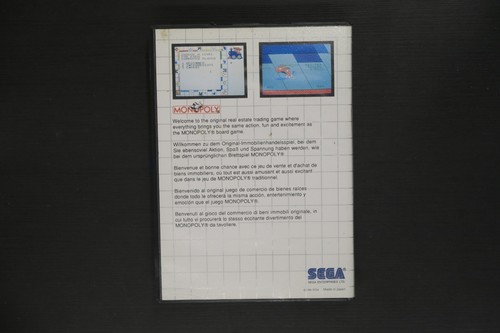 MONOPOLY
Welcome to the original real estate trading game where
everything brings you the same action, fun and excitement as
the MONOPOLY® board game.
Willkommen zu dem Original-Immobilienhandelsspiel, bei dem
Sie ebensoviel Aktion, Spaß und Spannung haben werden, wie
bei dem ursprünglichen Brettspiel MONOPOLY®.
Bienvenue et bonne chance avec ce jeu de vente et d'achat de
biens immobiliers, où tout est aussi amusant et aussi excitant
que dans le jeu de MONOPOLY® traditionnel.
Bienvenido al original juego de comercio de bienes raíces
donde todo le ofrecerá la misma acción, entretenimiento y
emoción que el juego MONOPOLY®.
Benvenuti al gioco del commercio di beni immobili originale, in
cui tutto vi procurerà lo stesso eccitante divertimento del
MONOPOLY® da tavoliere.
SEGA
SEGA ENTERPRISES, LTD.
Made in Japan